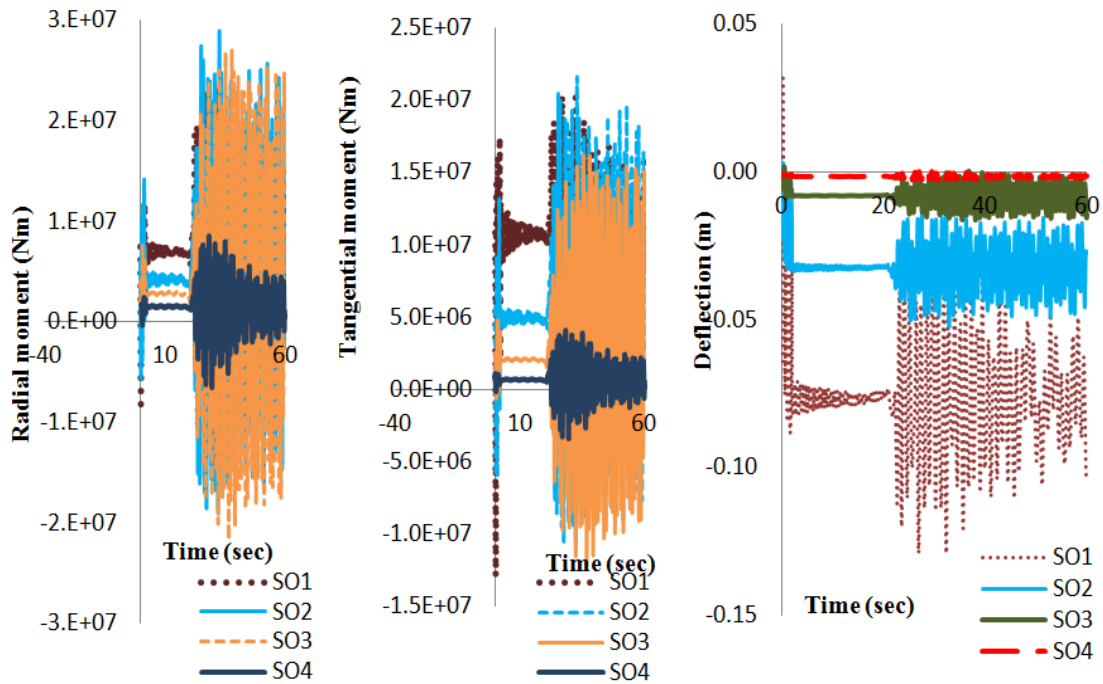 Radial moment (Nm)
3.E+07
2.E+07
1.E+07
0.E+00
-1.E+07
-2.E+07
-3.E+07
-40
10
60
Time (sec)
SO1
SO2
SO3
SO4
Tangential moment (Nm)
2.5E+07
2.0E+07
1.5E+07
1.0E+07
5.0E+06
0.0E+00
-5.0E+06
-1.0E+07
-1.5E+07
-40
10
60
Time (sec)
SO1
SO2
SO3
SO4
Deflection (m)
0.05
0.00
-0.05
-0.10
-0.15
0
20
40
60
Time (sec)
SO1
SO2
SO3
SO4